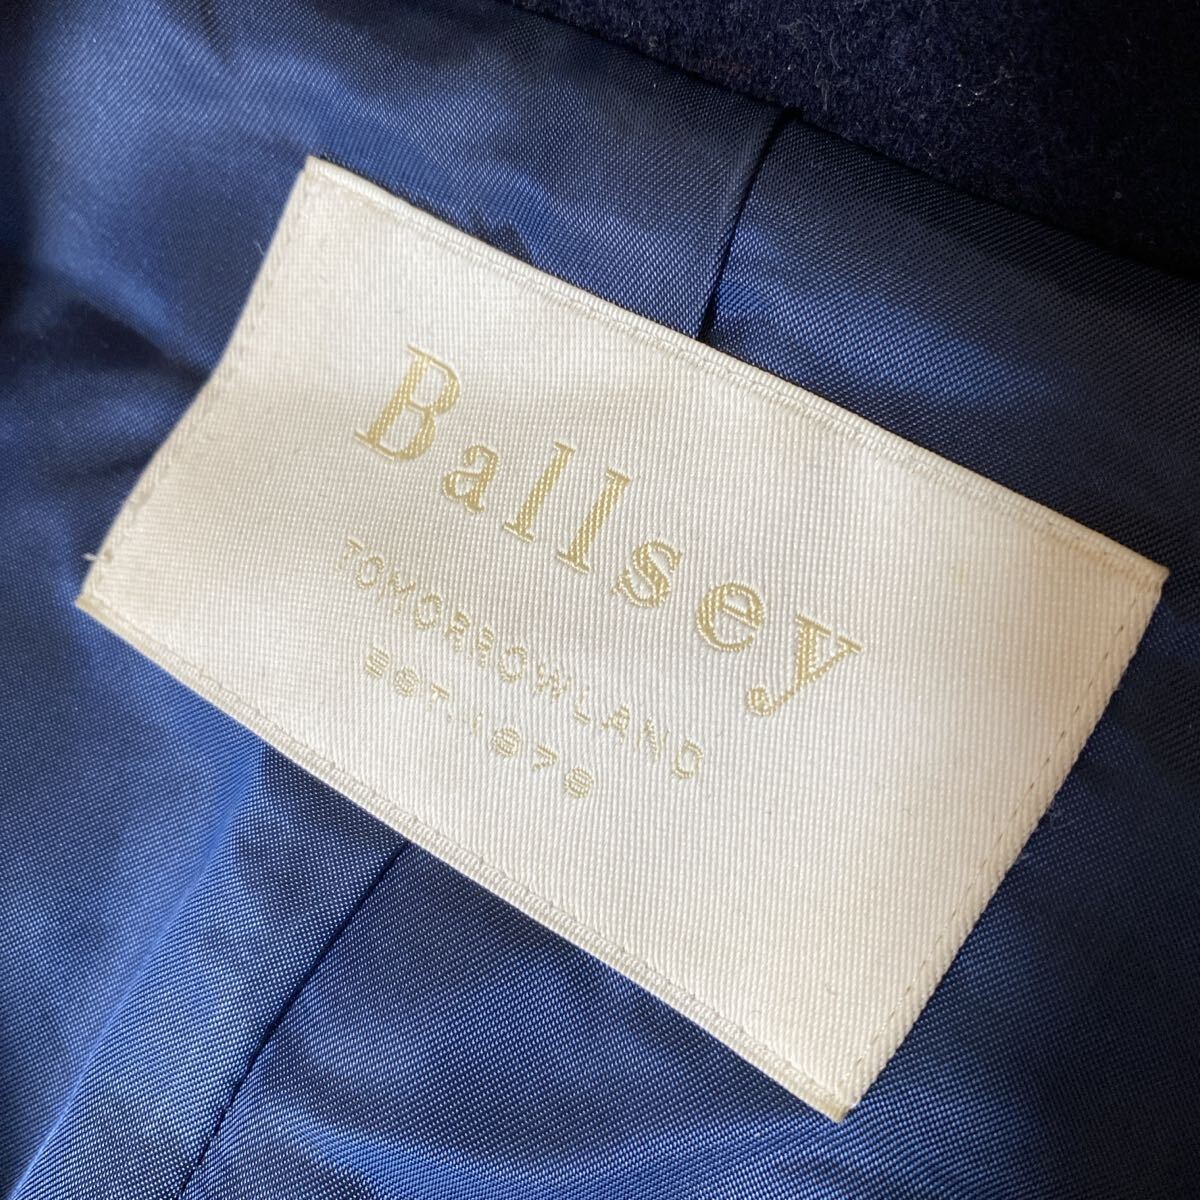 Ballsey
TOMORROWLAND
EST. 1978